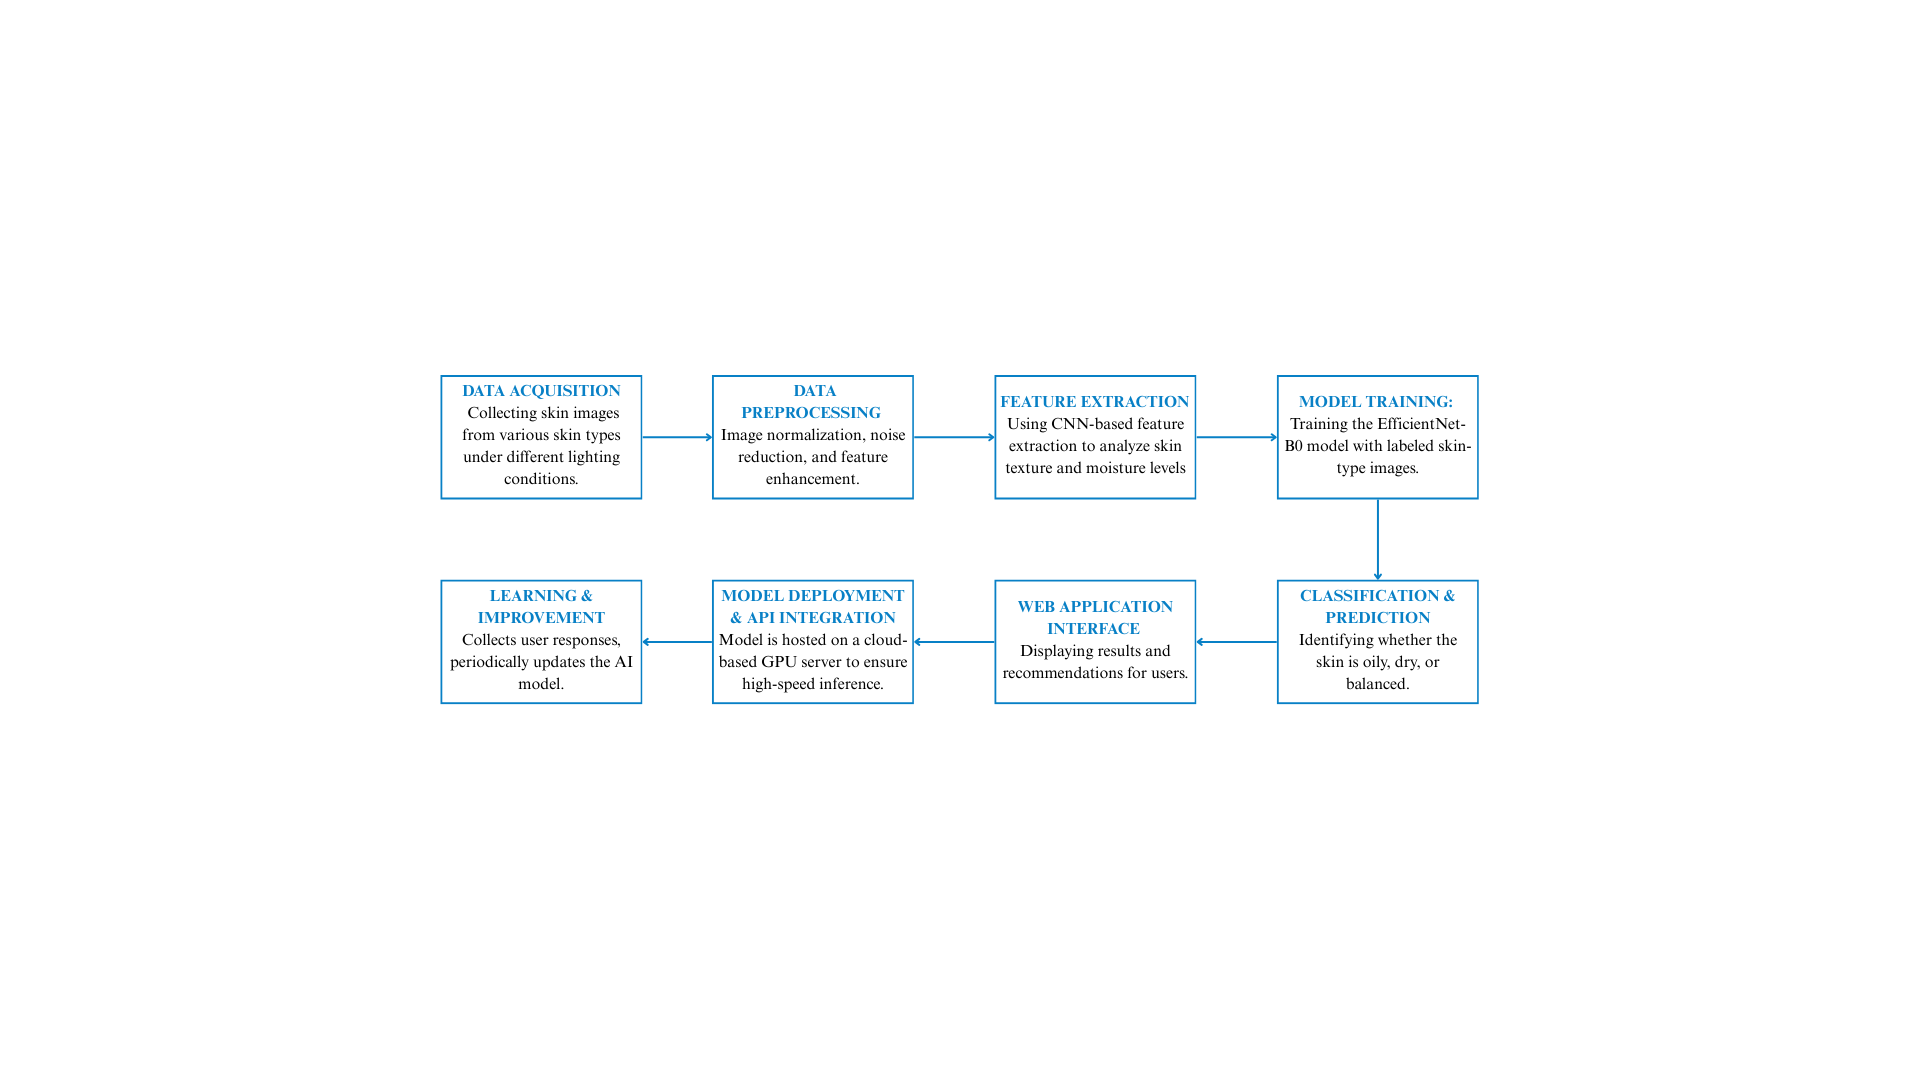 DATA ACQUISITION
Collecting skin images
from various skin types
under different lighting
conditions.
DATA
PREPROCESSING
Image normalization, noise
reduction, and feature
enhancement.
FEATURE EXTRACTION
Using CNN-based feature
extraction to analyze skin
texture and moisture levels
MODEL TRAINING:
Training the EfficientNet-
B0 model with labeled skin-
type images.
CLASSIFICATION &
PREDICTION
Identifying whether the
skin is oily, dry, or
balanced.
WEB APPLICATION
INTERFACE
Displaying results and
recommendations for users.
MODEL DEPLOYMENT
& API INTEGRATION
Model is hosted on a cloud-
based GPU server to ensure
high-speed inference.
LEARNING &
IMPROVEMENT
Collects user responses,
periodically updates the AI
model.